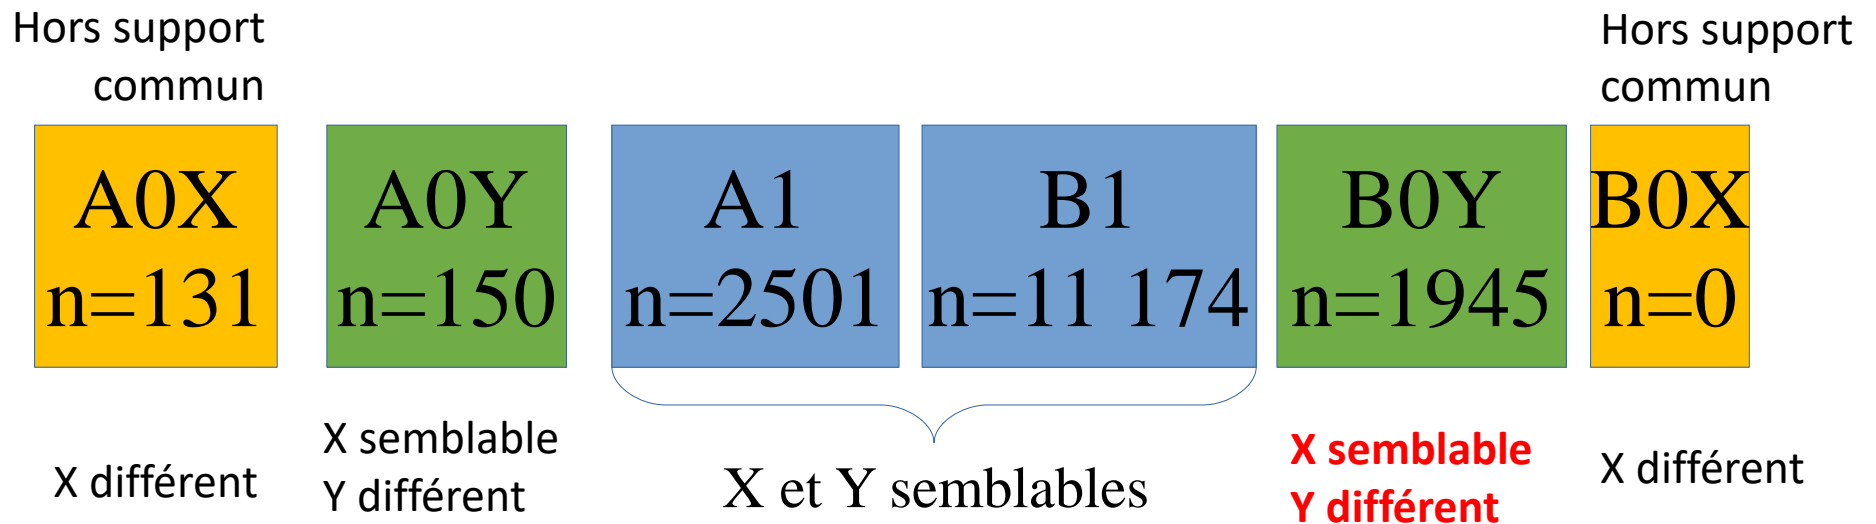 Hors support
commun
Hors support
commun
A0X
n=131
A0Y
n=150
A1
n=2501
B1
n=11 174
B0Y
n=1945
B0X
n=0
X différent
X semblable
Y différent
X et Y semblables
X semblable
Y différent
X différent